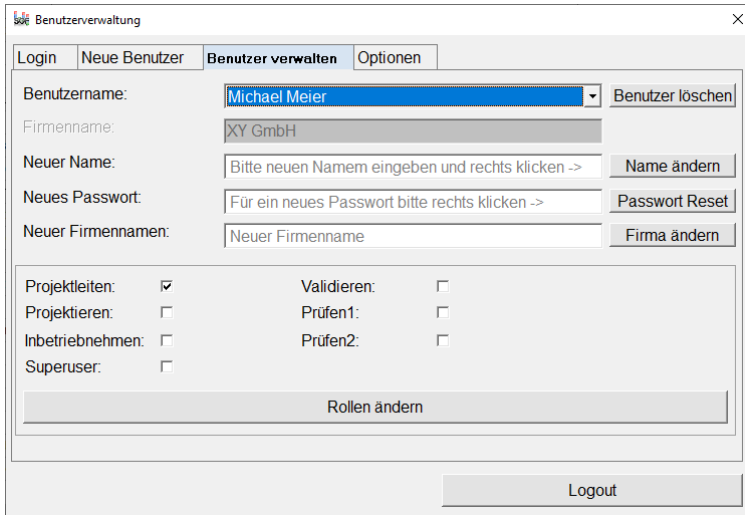 Benutzerverwaltung
Login Neue Benutzer Benutzer verwalten Optionen
Benutzername: Michael Meier Benutzer löschen
Firmenname: XY GmbH
Neuer Name: Bitte neuen Namem eingeben und rechts klicken -> Name ändern
Neues Passwort: Für ein neues Passwort bitte rechts klicken -> Passwort Reset
Neuer Firmennamen: Neuer Firmenname Firma ändern
Projektleiten: Validieren:
Projektieren: Prüfen1:
Inbetriebnehmen: Prüfen2:
Superuser:
Rollen ändern
Logout